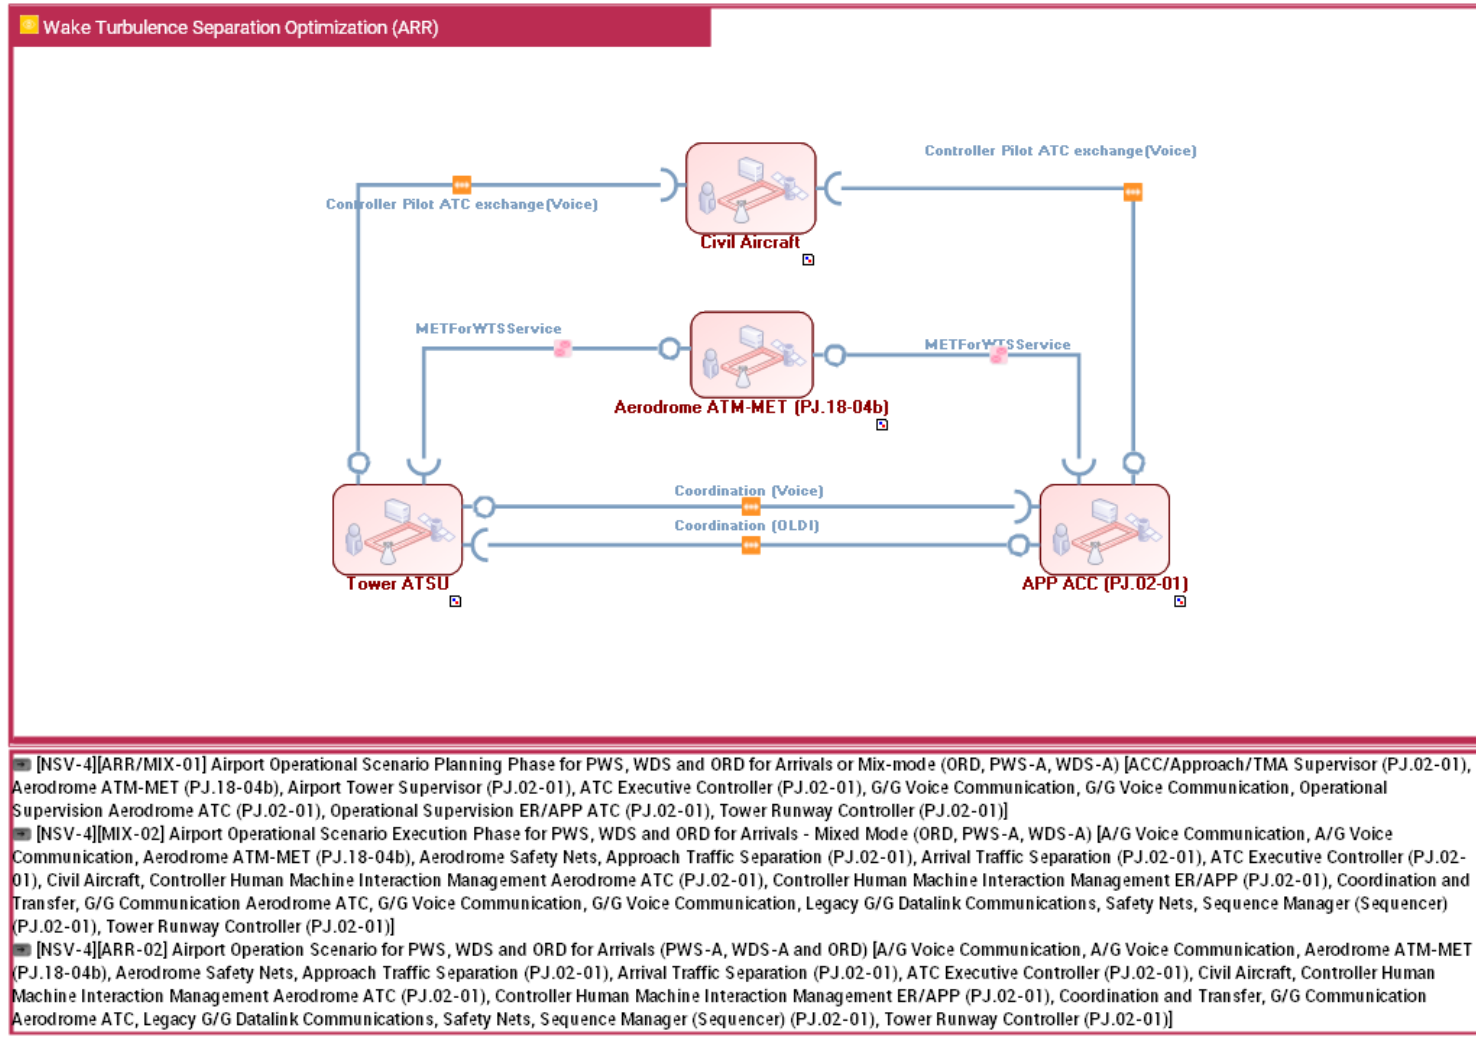 Wake Turbulence Separation Optimization (ARR)
Controller Pilot ATC exchange(Voice)
Controller Pilot ATC exchange(Voice)
Civil Aircraft
METForWTSService
METForWTSService
Aerodrome ATM-MET (PJ.18-04b)
Coordination (Voice)
Coordination (OLDI)
Tower ATSU
APP ACC (PJ.02-01)
[NSV-4][ARR/MIX-01] Airport Operational Scenario Planning Phase for PWS, WDS and ORD for Arrivals or Mix-mode (ORD, PWS-A, WDS-A) [ACC/Approach/TMA Supervisor (PJ.02-01),
Aerodrome ATM-MET (PJ.18-04b), Airport Tower Supervisor (PJ.02-01), ATC Executive Controller (PJ.02-01), G/G Voice Communication, G/G Voice Communication, Operational
Supervision Aerodrome ATC (PJ.02-01), Operational Supervision ER/APP ATC (PJ.02-01), Tower Runway Controller (PJ.02-01)]
[NSV-4][MIX-02] Airport Operational Scenario Execution Phase for PWS, WDS and ORD for Arrivals - Mixed Mode (ORD, PWS-A, WDS-A) [A/G Voice Communication, A/G Voice
Communication, Aerodrome ATM-MET (PJ.18-04b), Aerodrome Safety Nets, Approach Traffic Separation (PJ.02-01), Arrival Traffic Separation (PJ.02-01), ATC Executive Controller (PJ.02-
01), Civil Aircraft, Controller Human Machine Interaction Management Aerodrome ATC (PJ.02-01), Controller Human Machine Interaction Management ER/APP (PJ.02-01), Coordination and
Transfer, G/G Communication Aerodrome ATC, G/G Voice Communication, G/G Voice Communication, Legacy G/G Datalink Communications, Safety Nets, Sequence Manager (Sequencer)
(PJ.02-01), Tower Runway Controller (PJ.02-01)]
[NSV-4][ARR-02] Airport Operation Scenario for PWS, WDS and ORD for Arrivals (PWS-A, WDS-A and ORD) [A/G Voice Communication, A/G Voice Communication, Aerodrome ATM-MET
(PJ.18-04b), Aerodrome Safety Nets, Approach Traffic Separation (PJ.02-01), Arrival Traffic Separation (PJ.02-01), ATC Executive Controller (PJ.02-01), Civil Aircraft, Controller Human
Machine Interaction Management Aerodrome ATC (PJ.02-01), Controller Human Machine Interaction Management ER/APP (PJ.02-01), Coordination and Transfer, G/G Communication
Aerodrome ATC, Legacy G/G Datalink Communications, Safety Nets, Sequence Manager (Sequencer) (PJ.02-01), Tower Runway Controller (PJ.02-01)]